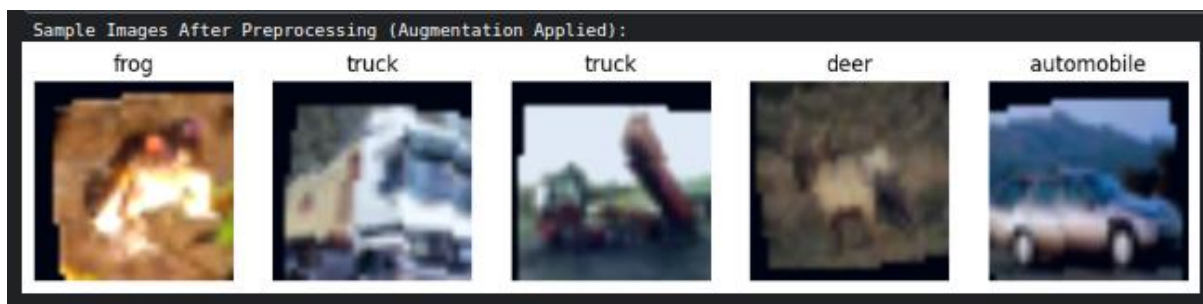 Sample Images After Preprocessing (Augmentation Applied):
frog truck truck deer automobile